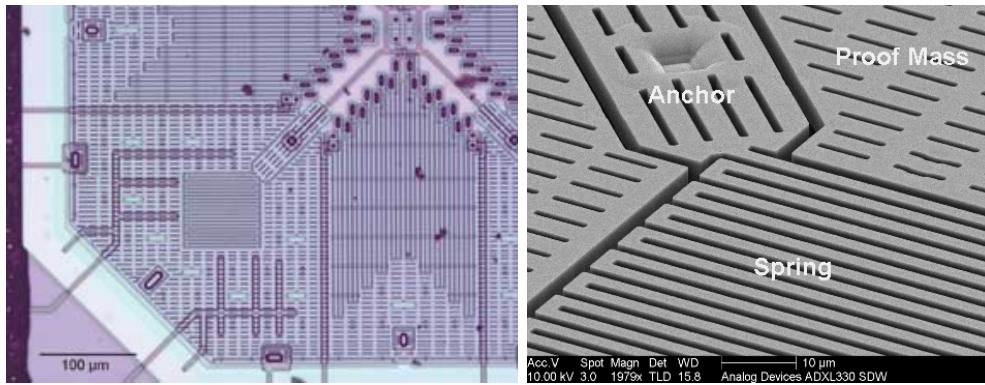 100 µm
Proof Mass
Anchor
Spring
Acc.V Spot Magn Det WD 10 µm
10.00 kV 3.0 1979x TLD 15.8 Analog Devices ADXL330 SDW